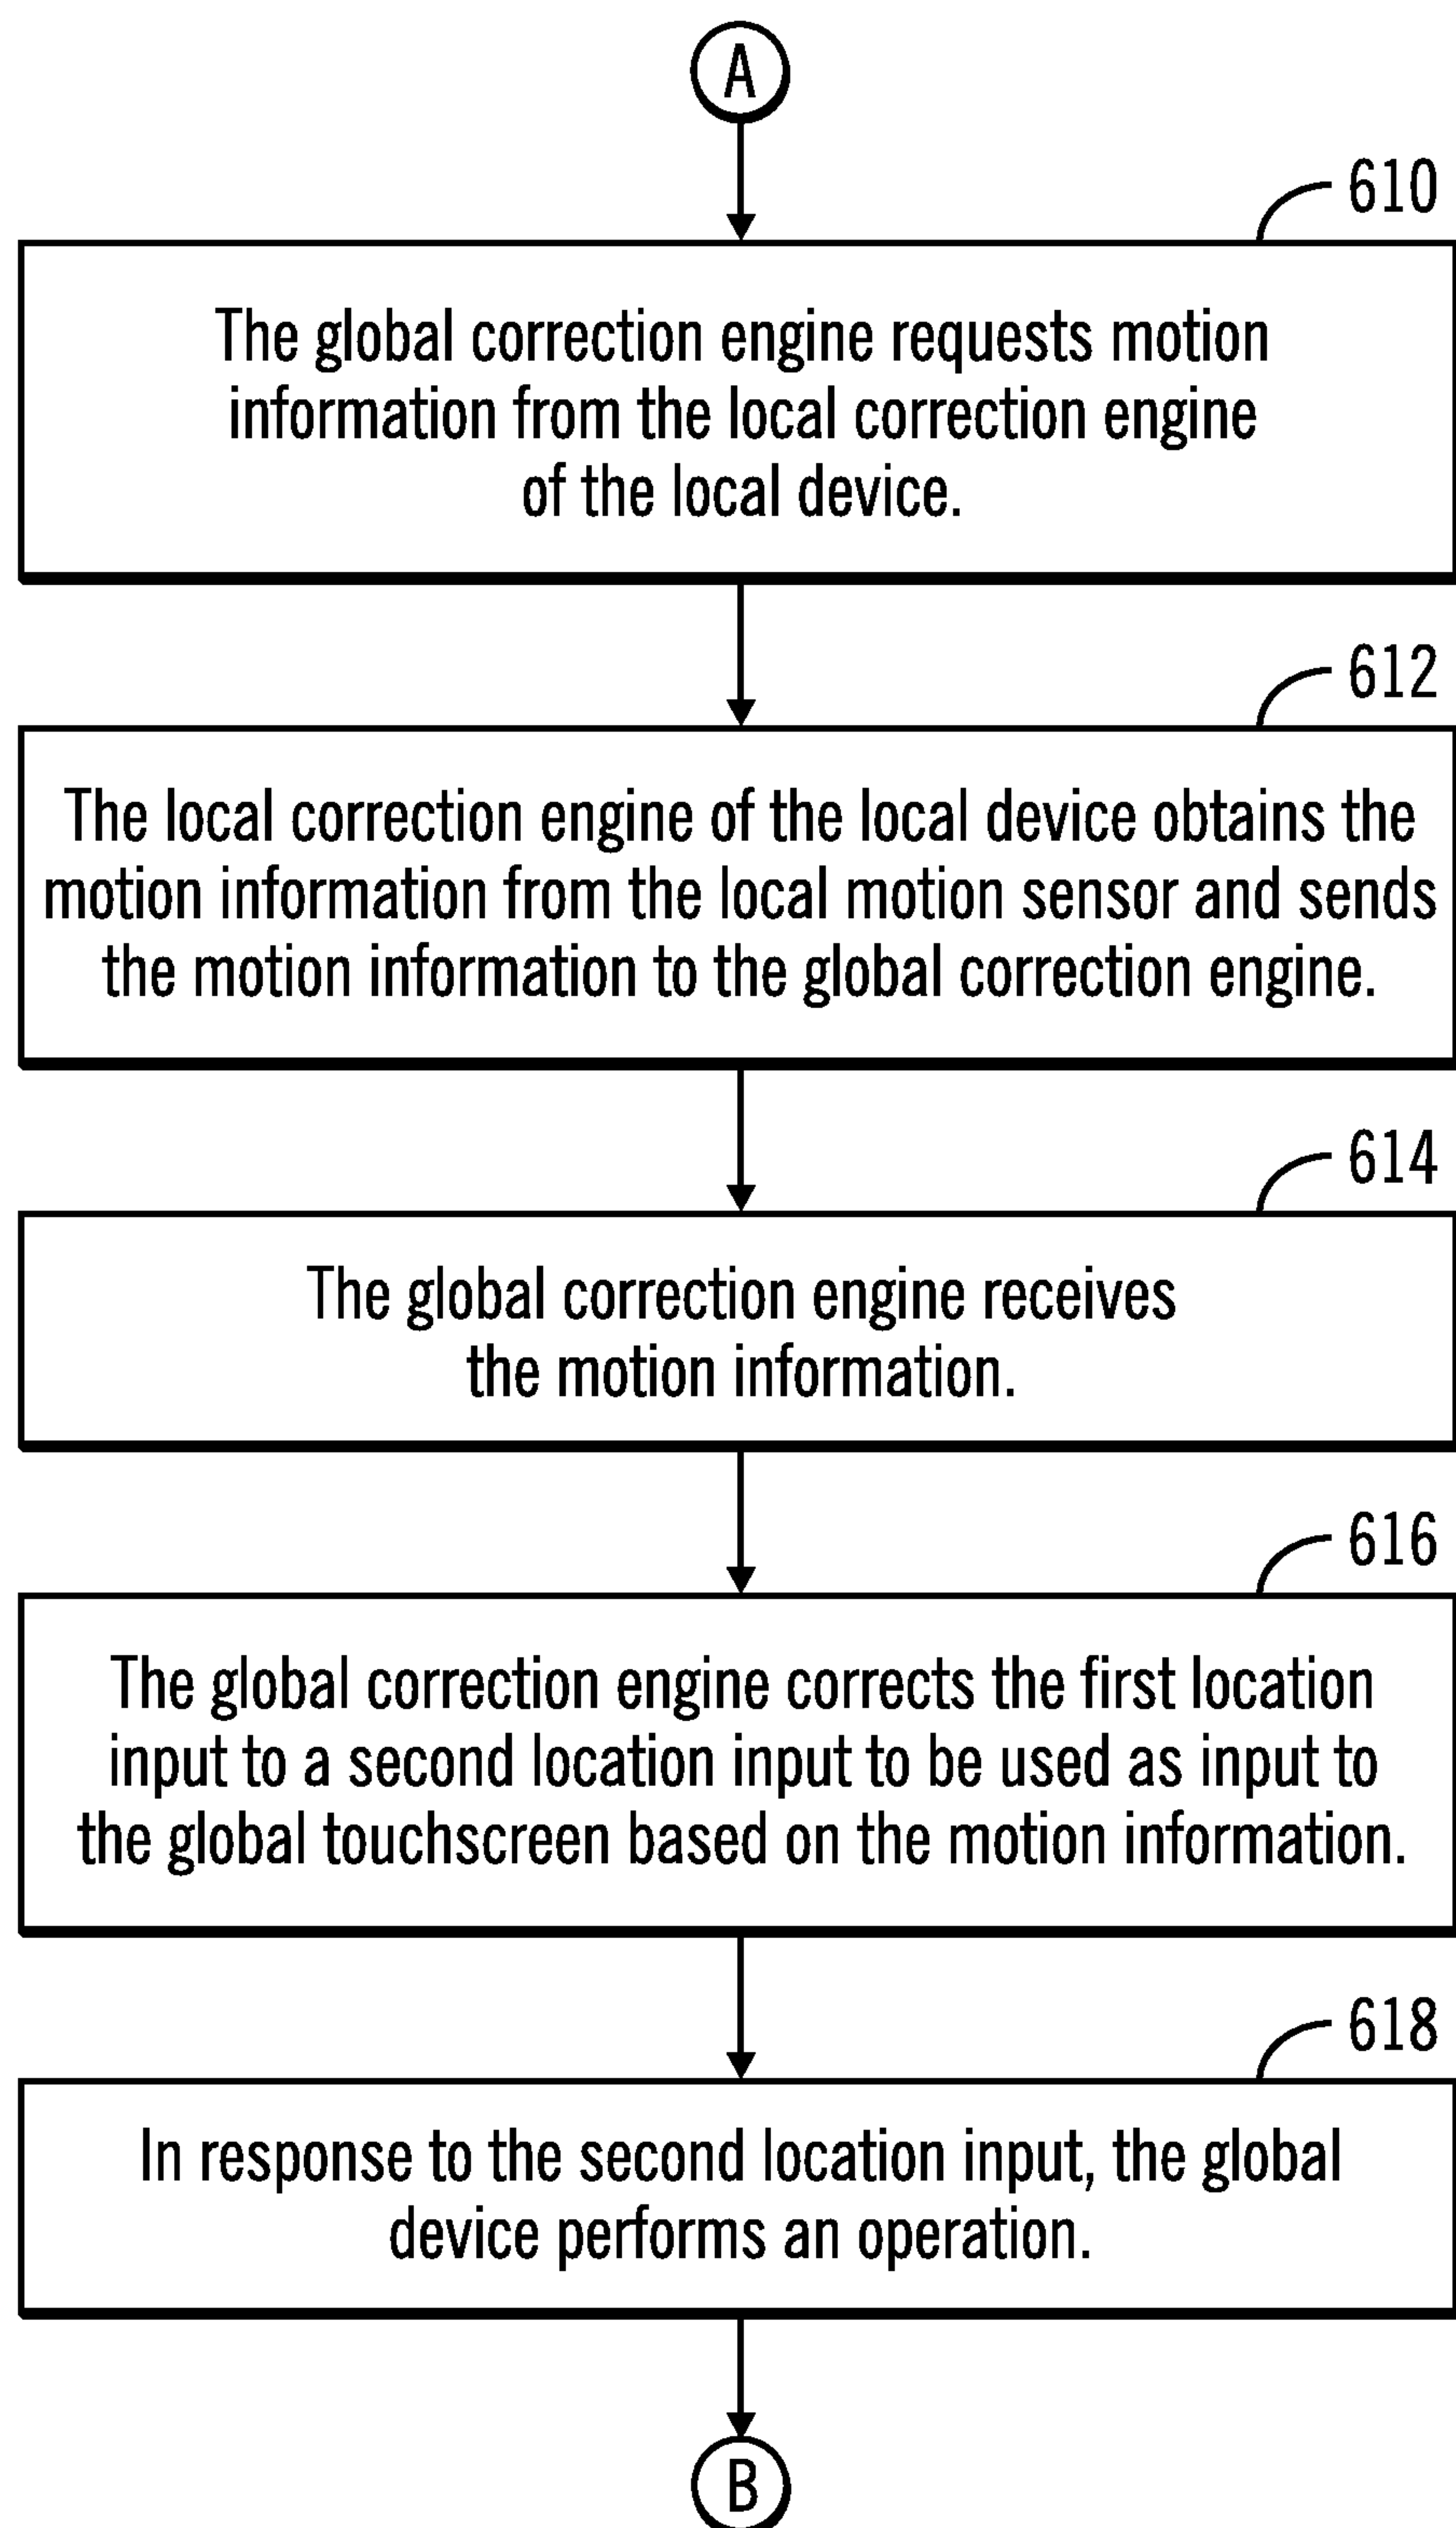 A
610
The global correction engine requests motion
information from the local correction engine
of the local device.
612
The local correction engine of the local device obtains the
motion information from the local motion sensor and sends
the motion information to the global correction engine.
614
The global correction engine receives
the motion information.
616
The global correction engine corrects the first location
input to a second location input to be used as input to
the global touchscreen based on the motion information.
618
In response to the second location input, the global
device performs an operation.
B